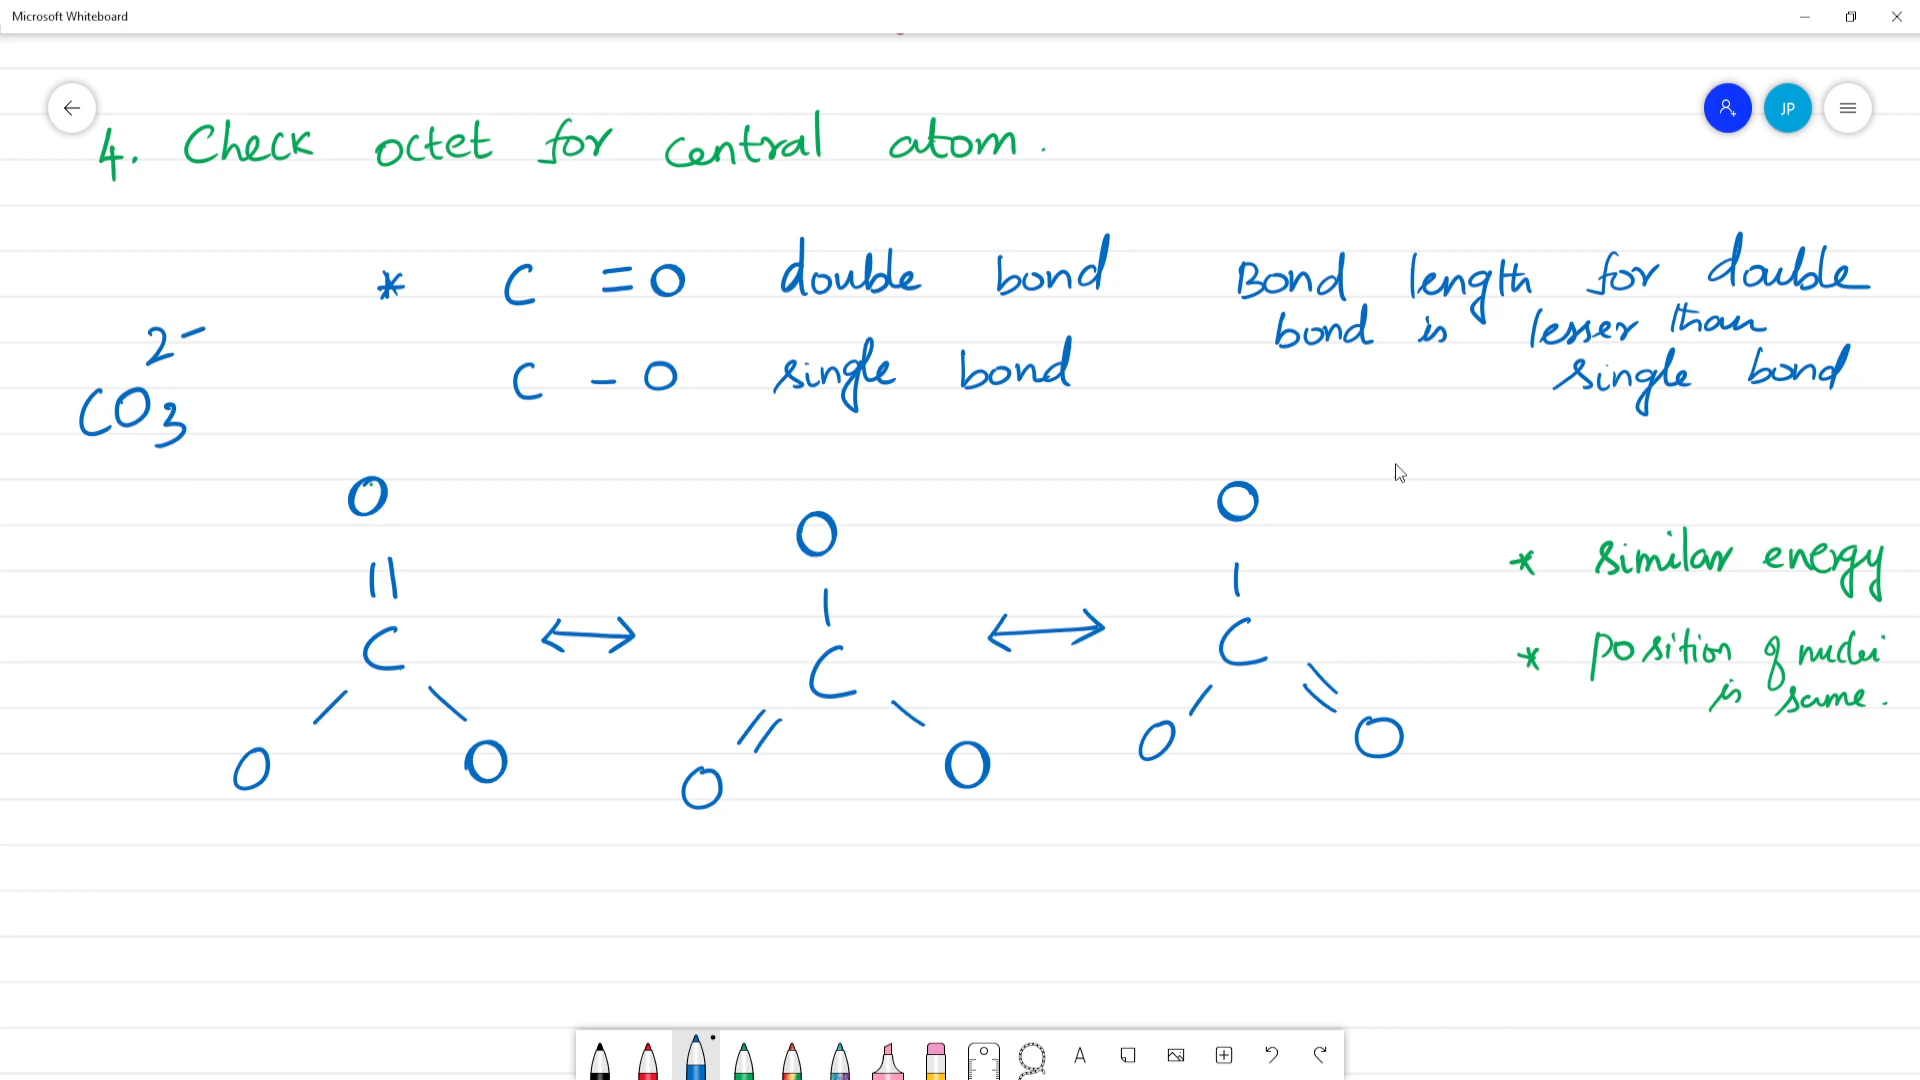 Microsoft Whiteboard
JP
4. Check octet for central atom.
* C = O double bond
C - O single bond
Bond length for double
bond is lesser than
single bond
CO3 2-
O O O
|| | |
C ↔ C ↔ C
/ \ // \ / \\
O O O O O O
* similar energy
* position of nuclei
is same.
A